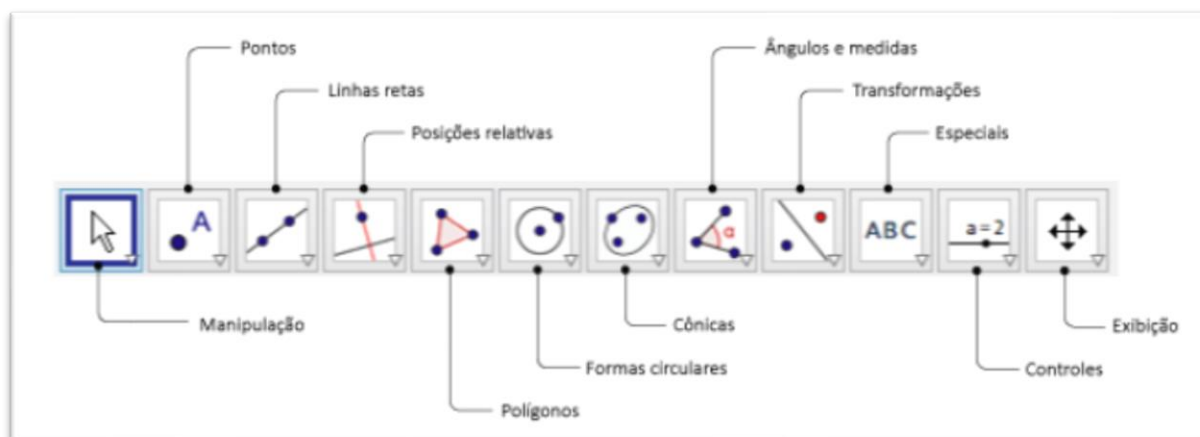 Pontos
Ângulos e medidas
Linhas retas
Transformações
Posições relativas
Especiais
A
α
ABC
a=2
Manipulação
Cônicas
Exibição
Formas circulares
Controles
Polígonos